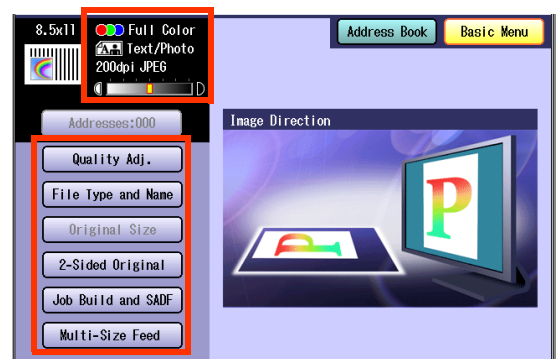 8.5x11
Full Color
A Text/Photo
200dpi JPEG
Address Book
Basic Menu
Addresses:000
Image Direction
Quality Adj.
File Type and Name
Original Size
2-Sided Original
Job Build and SADF
Multi-Size Feed
P
P